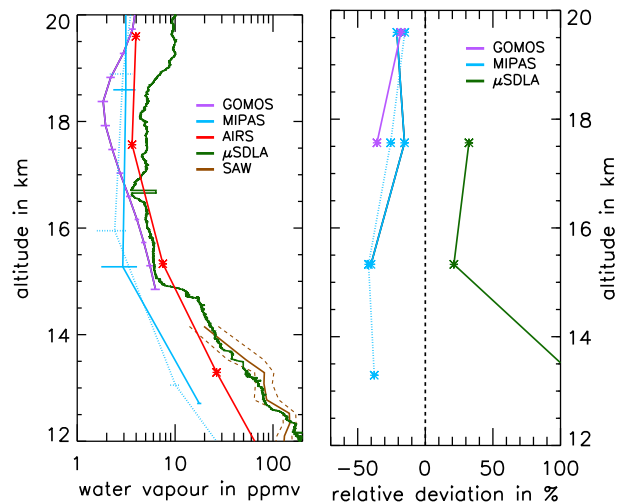 20
18
16
14
12
altitude in km
1
10
100
water vapour in ppmv
GOMOS
MIPAS
AIRS
μSDLA
SAW
GOMOS
MIPAS
μSDLA
20
18
16
14
12
altitude in km
−50
0
50
100
relative deviation in %